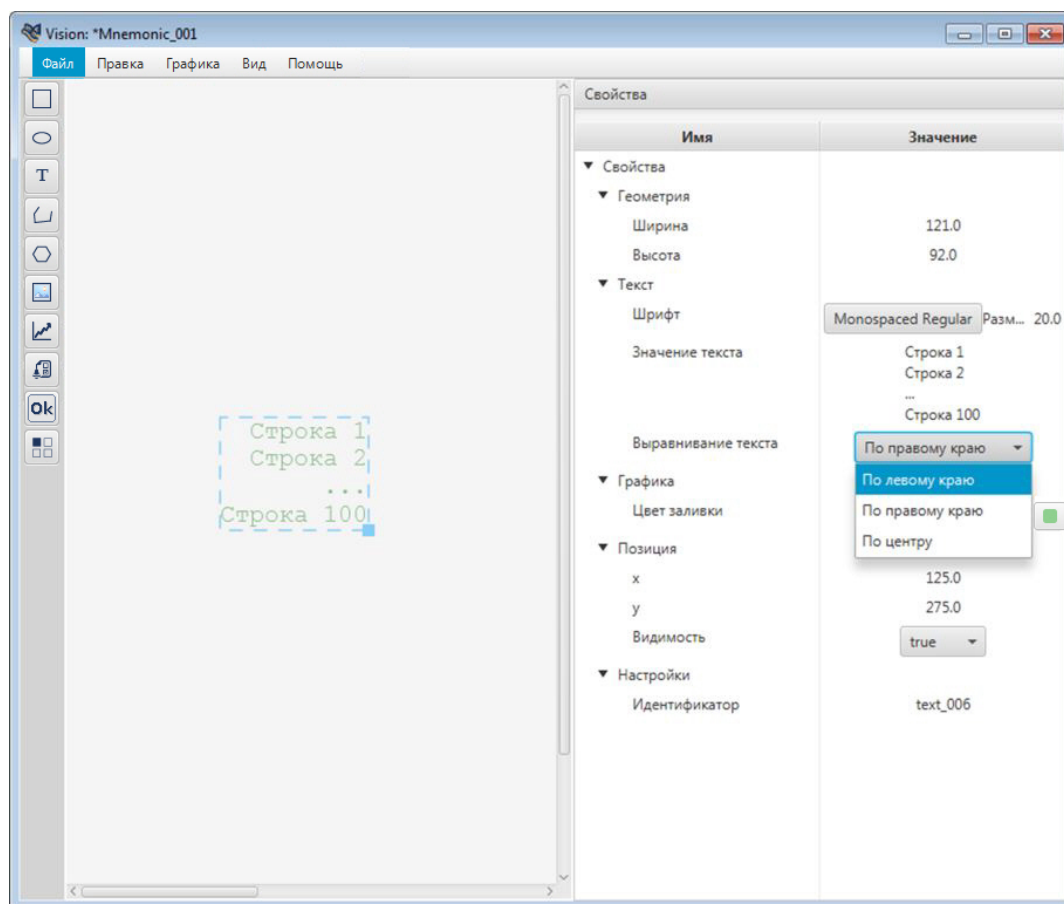 Vision: *Mnemonic_001
Файл Правка Графика Вид Помощь
T
Ok
Строка 1
Строка 2
...
Строка 100
Свойства
Имя Значение
Свойства
Геометрия
Ширина 121.0
Высота 92.0
Текст
Шрифт Monospaced Regular Разм... 20.0
Значение текста Строка 1
Строка 2
...
Строка 100
Выравнивание текста По правому краю
По левому краю
По правому краю
По центру
Графика
Цвет заливки
Позиция
x 125.0
y 275.0
Видимость true
Настройки
Идентификатор text_006